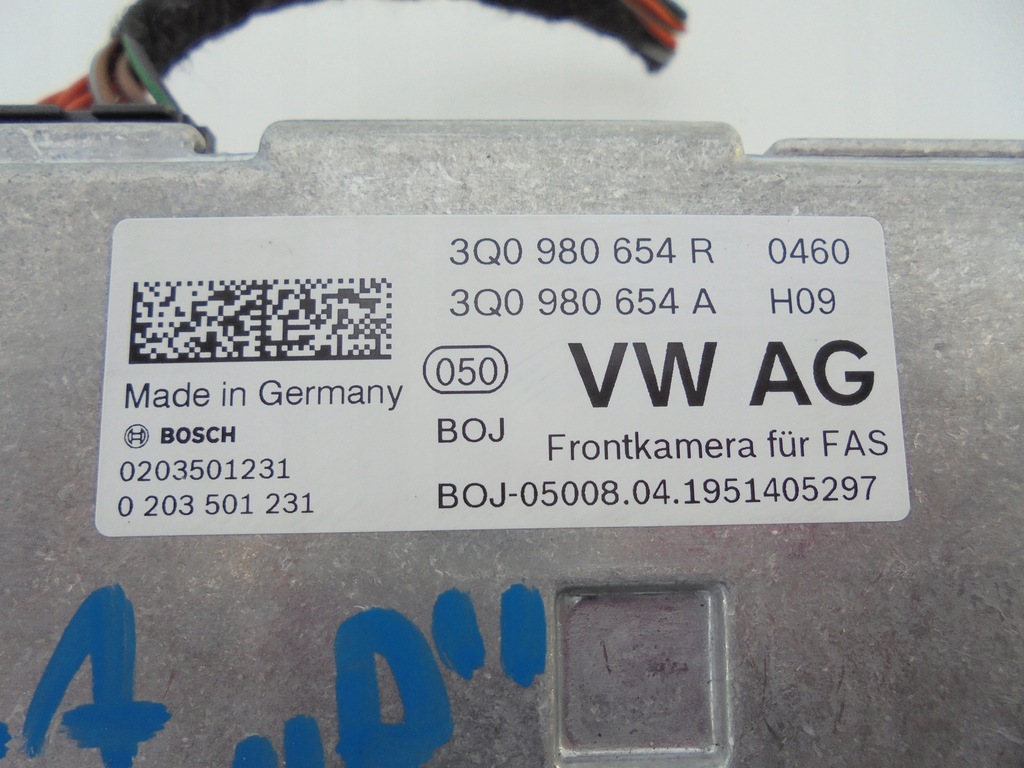 3Q0 980 654 R 0460
3Q0 980 654 A H09
050 VW AG
Made in Germany
BOSCH
BOJ
Frontkamera für FAS
0203501231
0 203 501 231
BOJ-05008.04.1951405297
„D"